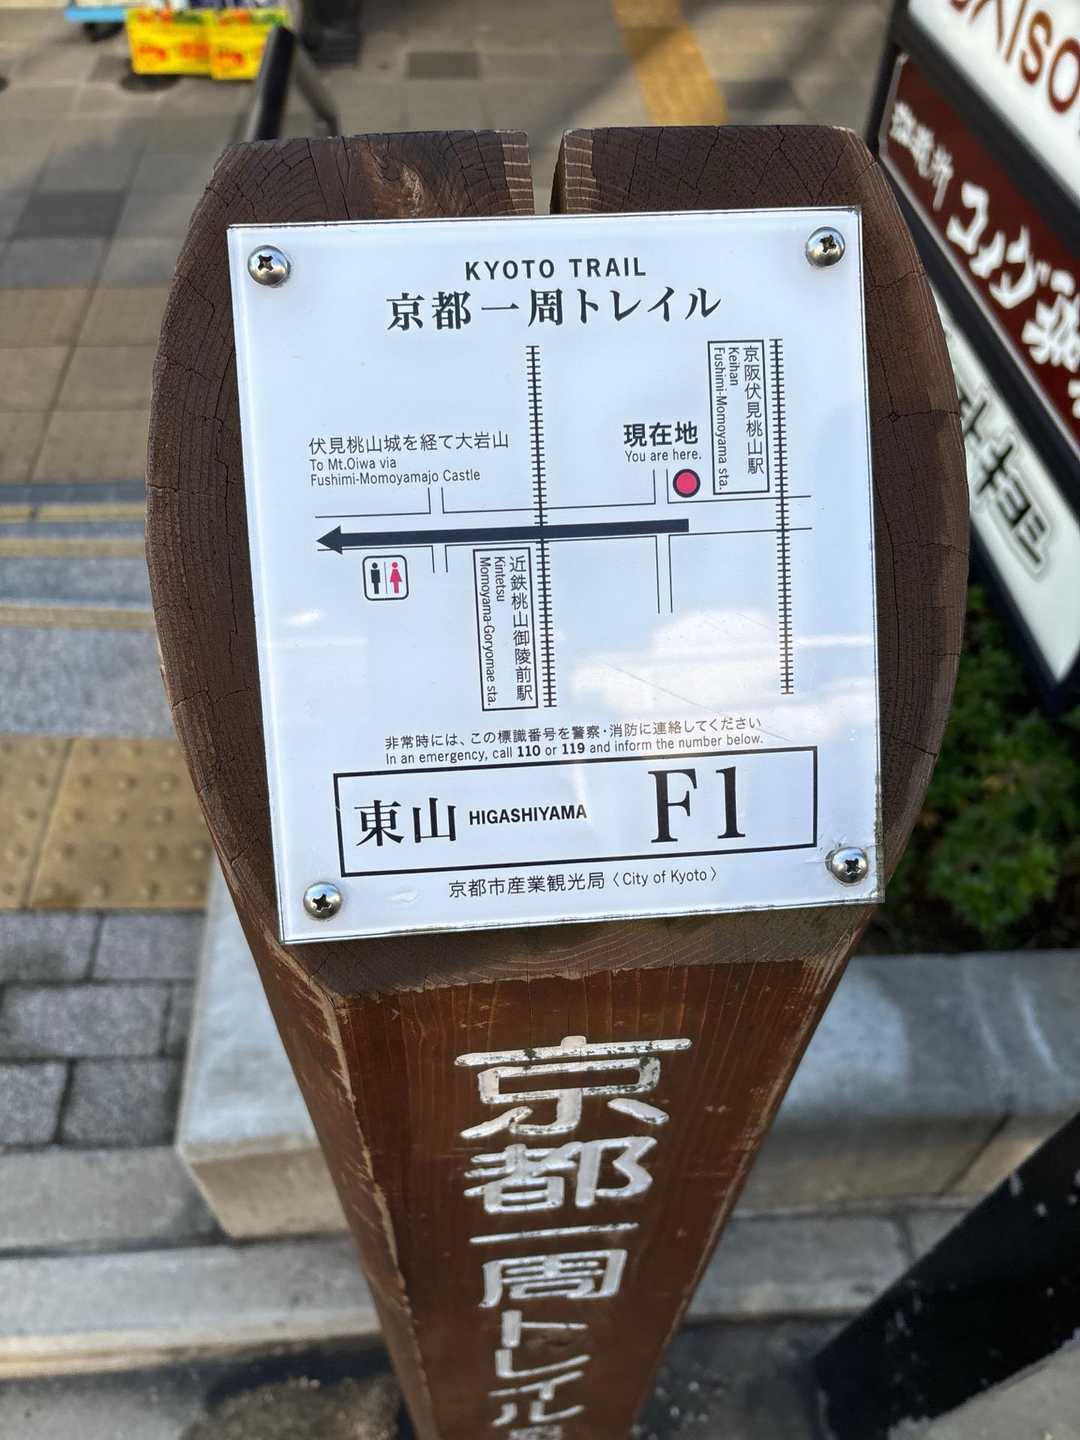 KYOTO TRAIL
京都一周トレイル
伏見桃山城を経て大岩山
To Mt.Oiwa via
Fushimi-Momoyamajo Castle
現在地
You are here.
京阪伏見桃山駅
Keihan
Fushimi-Momoyama sta.
近鉄桃山御陵前駅
Kintetsu
Momoyama-Goryomae sta.
非常時には、この標識番号を警察・消防に連絡してください
In an emergency, call 110 or 119 and inform the number below.
東山 HIGASHIYAMA F1
京都市産業観光局〈City of Kyoto〉
京都一周トレイル